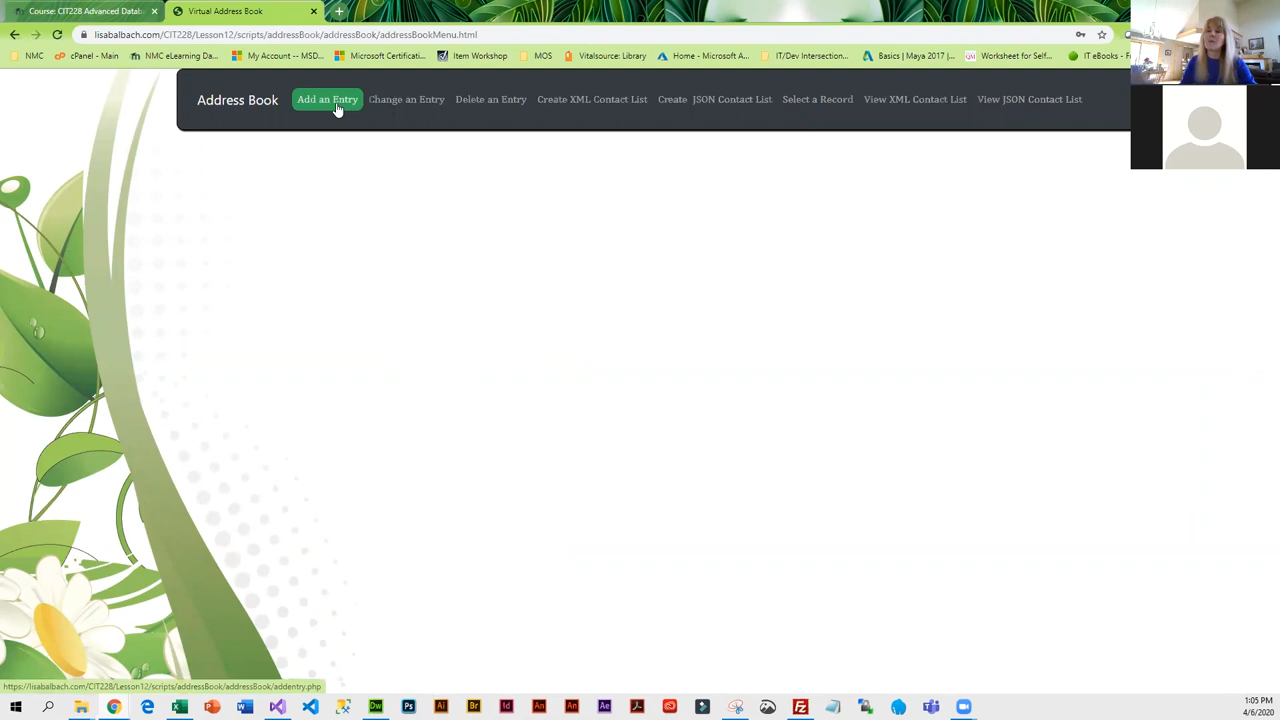 Course: CIT228 Advanced Datab
Virtual Address Book
lisabalbach.com/CIT228/Lesson12/scripts/addressBook/addressBook/addressBookMenu.html
NMC cPanel - Main NMC eLearning Da... My Account -- MSD... Microsoft Certificati... Item Workshop MOS Vitalsource: Library Home - Microsoft A... IT/Dev Intersection... Basics | Maya 2017 |... Worksheet for Self... IT eBooks - F
Address Book Add an Entry Change an Entry Delete an Entry Create XML Contact List Create JSON Contact List Select a Record View XML Contact List View JSON Contact List
https://lisabalbach.com/CIT228/Lesson12/scripts/addressBook/addressBook/addentry.php
1:05 PM
4/6/2020